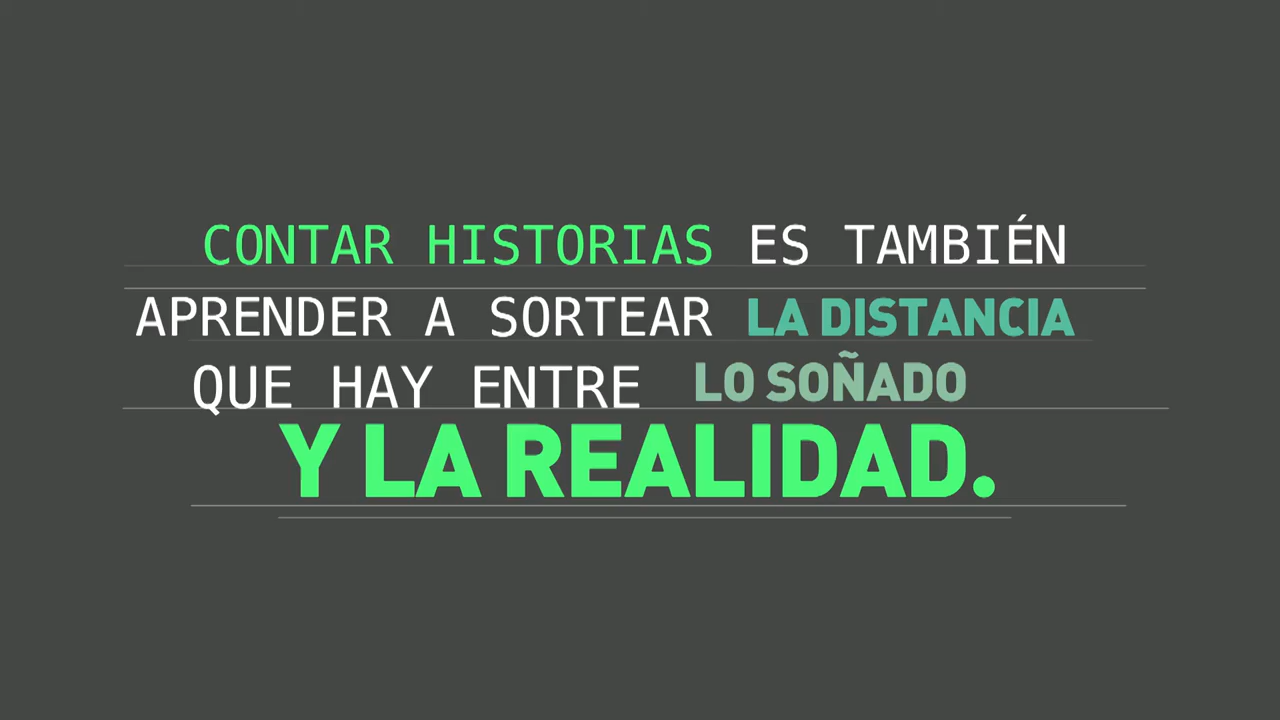 CONTAR HISTORIAS ES TAMBIÉN
APRENDER A SORTEAR LA DISTANCIA
QUE HAY ENTRE LO SOÑADO
Y LA REALIDAD.